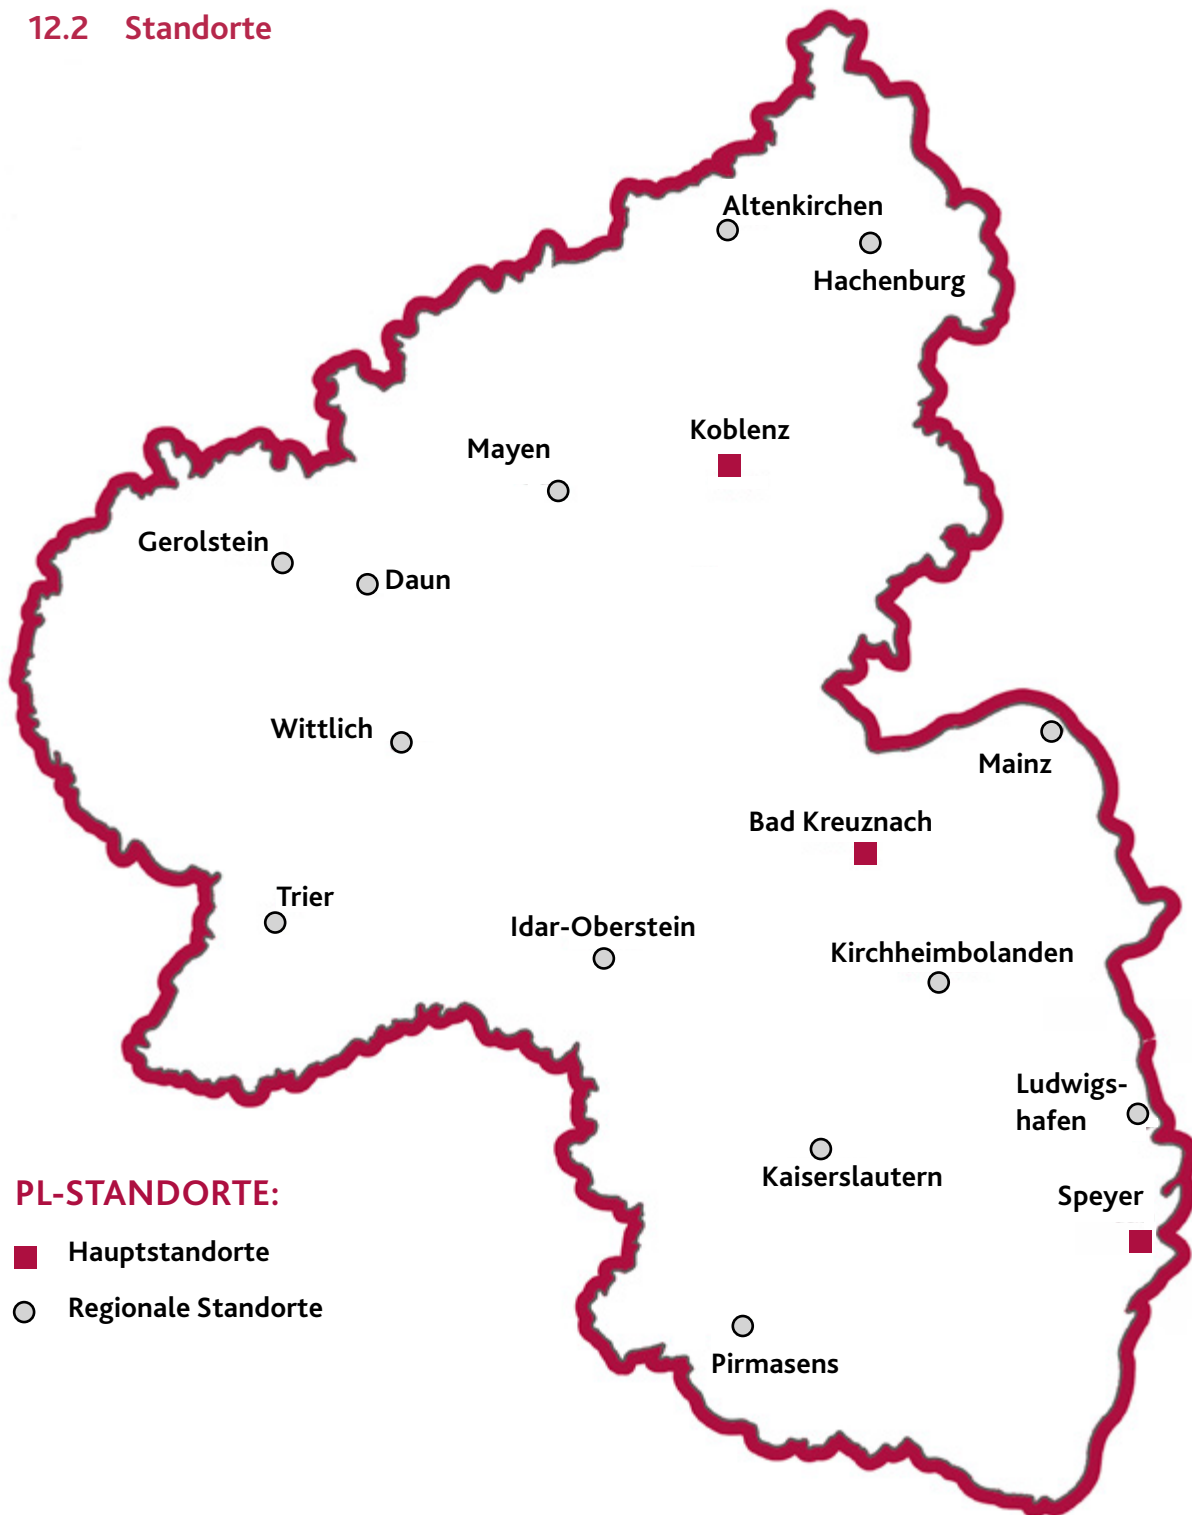 12.2 Standorte
Altenkirchen
Hachenburg
Koblenz
Mayen
Gerolstein
Daun
Wittlich
Mainz
Bad Kreuznach
Trier
Idar-Oberstein
Kirchheimbolanden
Ludwigs-
hafen
Kaiserslautern
Speyer
Pirmasens
PL-STANDORTE:
Hauptstandorte
Regionale Standorte